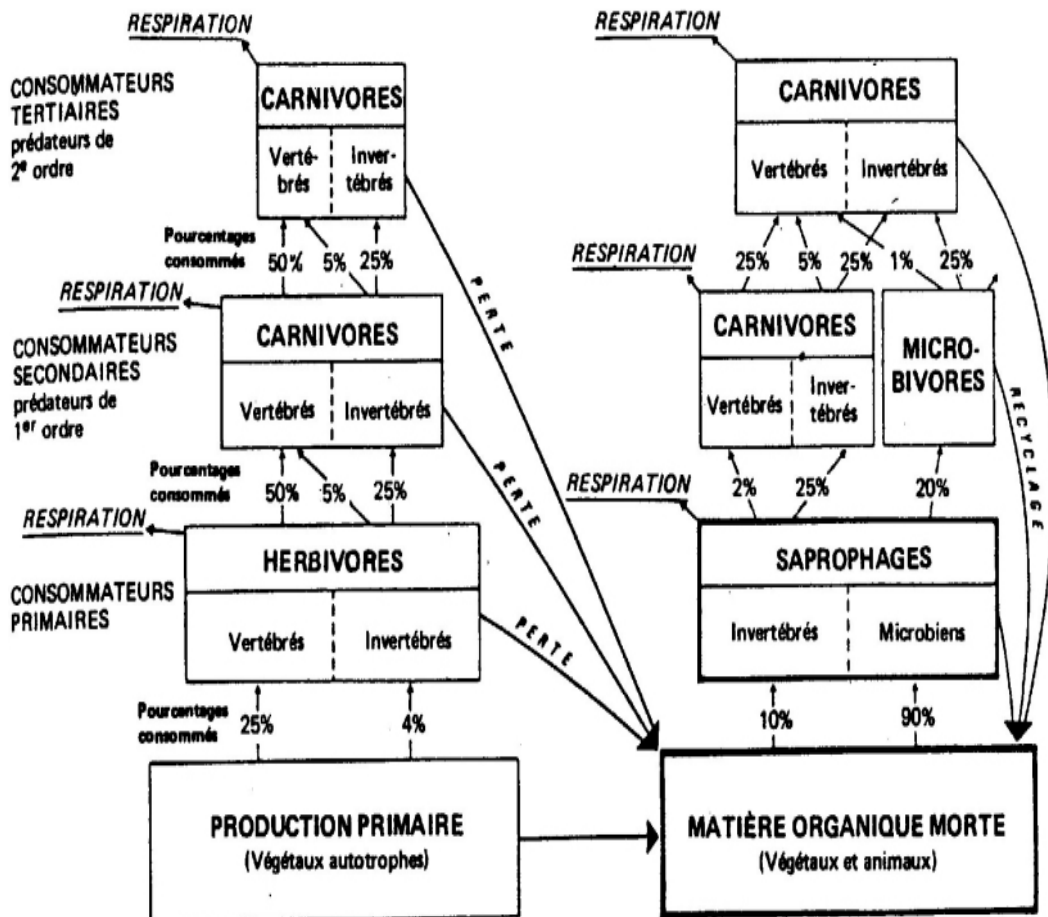 RESPIRATION
RESPIRATION
CONSOMMATEURS
TERTIAIRES
prédateurs de
2e ordre
CARNIVORES
Verté-
brés
Inver-
tébrés
CARNIVORES
Vertébrés
Invertébrés
Pourcentages
consommés
50%
5%
25%
25%
5%
25%
1%
25%
RESPIRATION
RESPIRATION
PERTE
CONSOMMATEURS
SECONDAIRES
prédateurs de
1er ordre
CARNIVORES
Vertébrés
Invertébrés
CARNIVORES
Vertébrés
Inver-
tébrés
MICRO-
BIVORES
RECYCLAGE
Pourcentages
consommés
50%
5%
25%
PERTE
2%
25%
20%
RESPIRATION
RESPIRATION
CONSOMMATEURS
PRIMAIRES
HERBIVORES
Vertébrés
Invertébrés
PERTE
SAPROPHAGES
Invertébrés
Microbiens
Pourcentages
consommés
25%
4%
10%
90%
PRODUCTION PRIMAIRE
(Végétaux autotrophes)
MATIÈRE ORGANIQUE MORTE
(Végétaux et animaux)